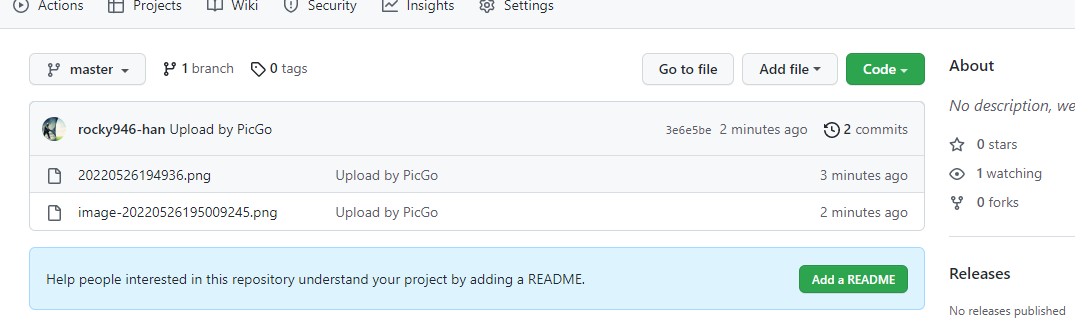 Actions Projects Wiki Security Insights Settings
master 1 branch 0 tags Go to file Add file Code
About
No description, we
rocky946-han Upload by PicGo 3e6e5be 2 minutes ago 2 commits
0 stars
20220526194936.png Upload by PicGo 3 minutes ago
1 watching
image-20220526195009245.png Upload by PicGo 2 minutes ago
0 forks
Help people interested in this repository understand your project by adding a README. Add a README
Releases
No releases published